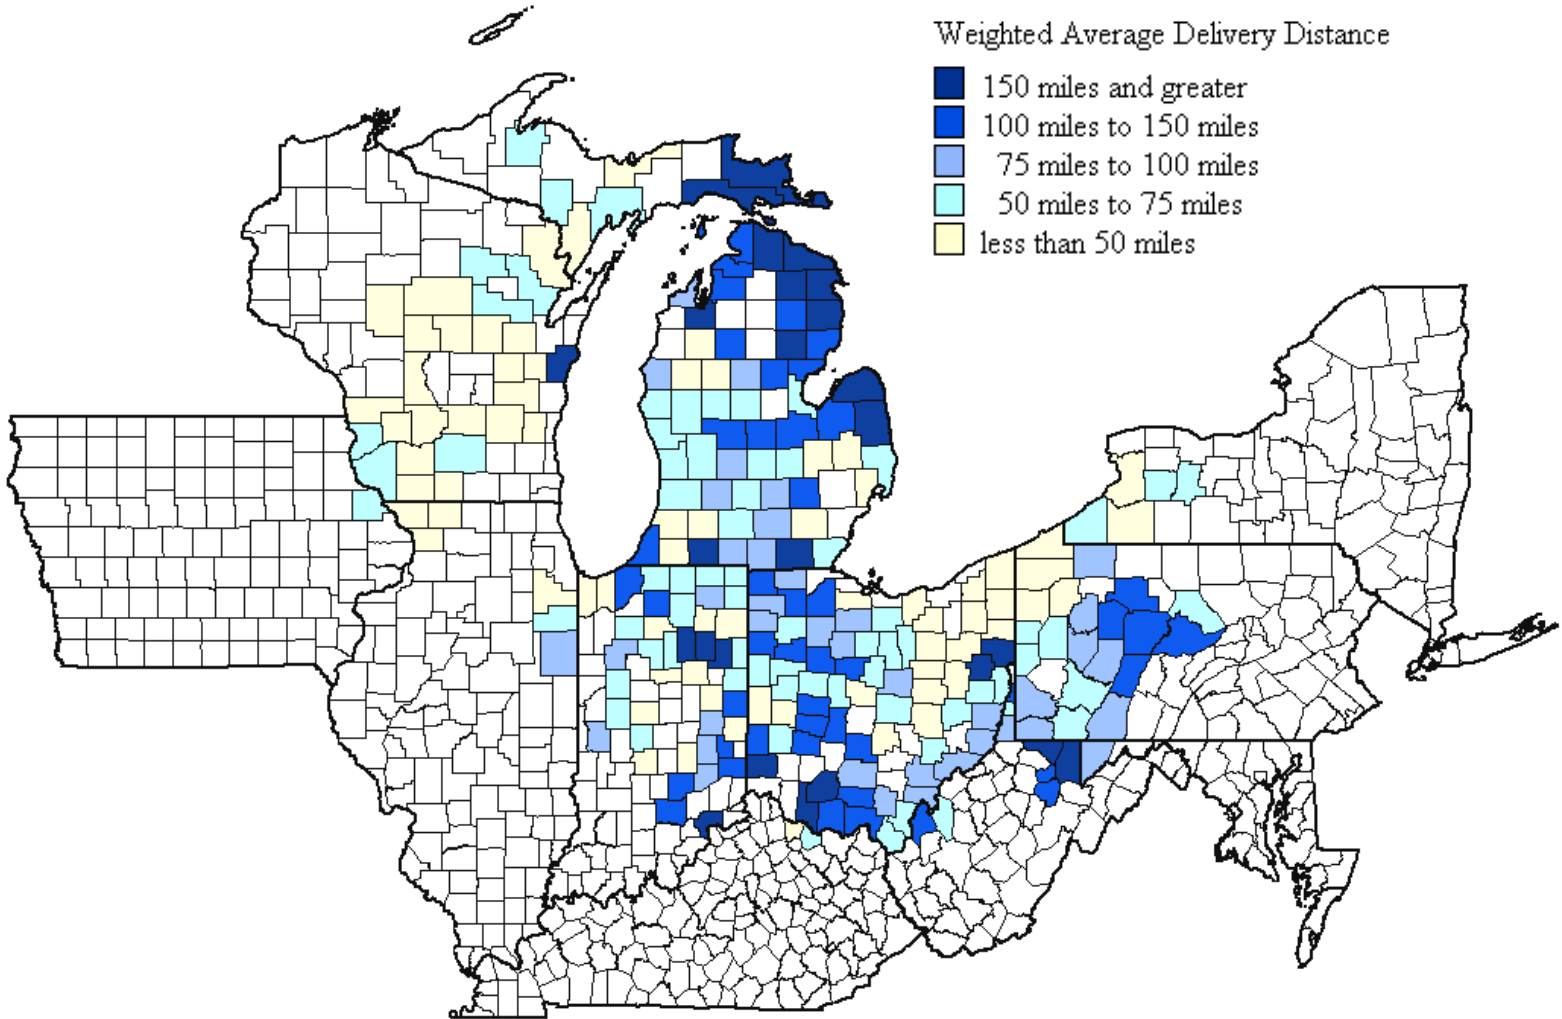 Weighted Average Delivery Distance
150 miles and greater
100 miles to 150 miles
75 miles to 100 miles
50 miles to 75 miles
less than 50 miles